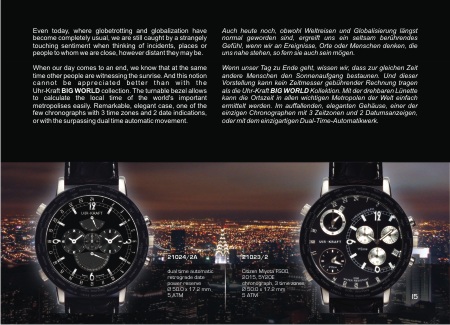 Even today, where globetrotting and globalization have
become completely usual, we are still caught by a strangely
touching sentiment when thinking of incidents, places or
people to whom we are close, however distant they may be.
When our day comes to an end, we know that at the same
time other people are witnessing the sunrise. And this notion
cannot be appreciated better than with the
Uhr-Kraft BIG WORLD collection. The turnable bezel allows
to calculate the local time of the world's important
metropolises easily. Remarkable, elegant case, one of the
few chronographs with 3 time zones and 2 date indications,
or with the surpassing dual time automatic movement.
Auch heute noch, obwohl Weltreisen und Globalisierung längst
normal geworden sind, ergreift uns ein seltsam berührendes
Gefühl, wenn wir an Ereignisse, Orte oder Menschen denken, die
uns nahe stehen, so fern sie auch sein mögen.
Wenn unser Tag zu Ende geht, wissen wir, dass zur gleichen Zeit
andere Menschen den Sonnenaufgang bestaunen. Und dieser
Vorstellung kann kein Zeitmesser gebührender Rechnung tragen
als die Uhr-Kraft BIG WORLD Kollektion. Mit der drehbaren Lünette
kann die Ortszeit in allen wichtigen Metropolen der Welt einfach
ermittelt werden. Im auffallenden, eleganten Gehäuse, einer der
einzigen Chronographen mit 3 Zeitzonen und 2 Datumsanzeigen,
oder mit dem einzigartigen Dual-Time-Automatikwerk.
UHR-KRAFT
21024/2A
dual time automatic
retrograde date
power reserve
Ø 50.0 x 17.2 mm
5 ATM
UHR-KRAFT
21023/2
Citizen Miyota FS00,
2015, 5Y20E
chronograph, 3 time zones
Ø 50.0 x 17.2 mm
5 ATM
15